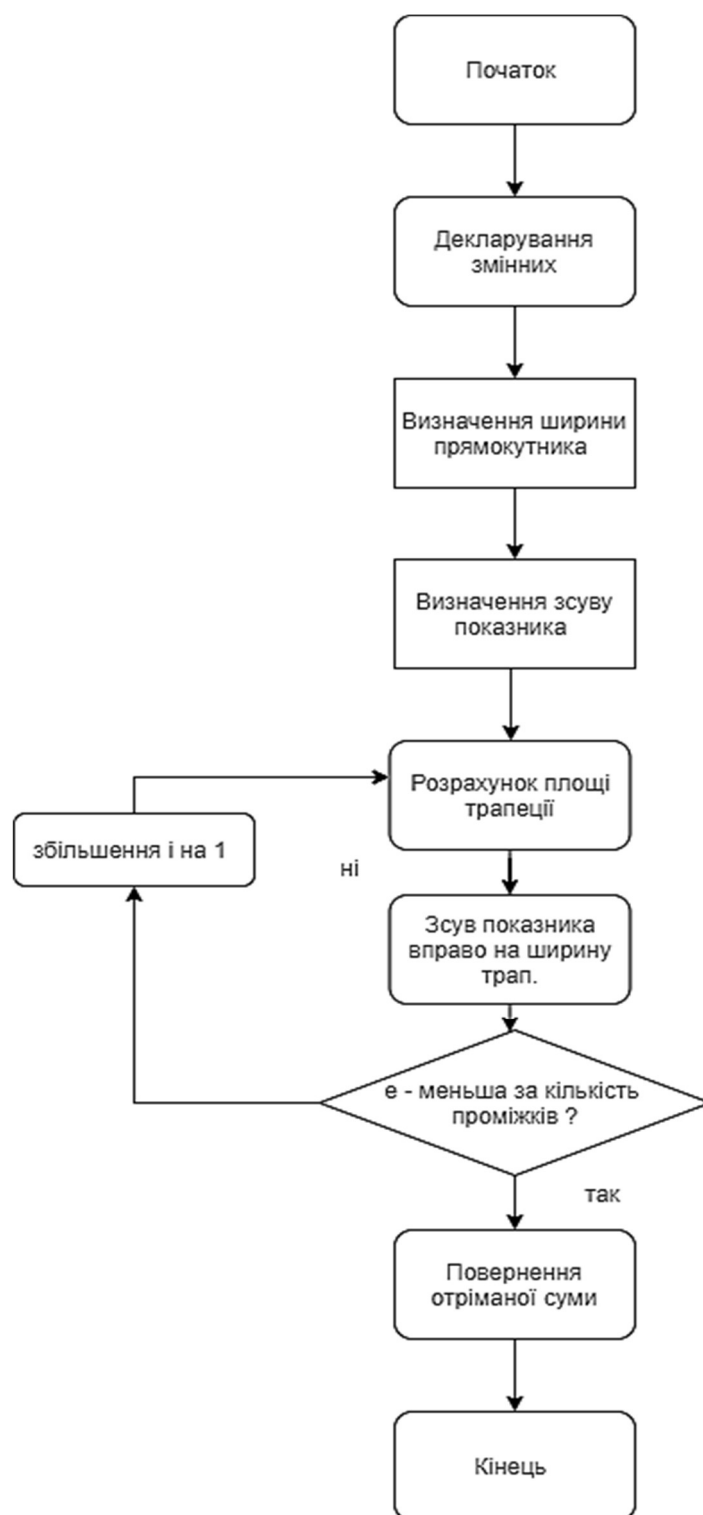 Початок
Декларування
змінних
Визначення ширини
прямокутника
Визначення зсуву
показника
Розрахунок площі
трапеції
збільшення і на 1
ні
Зсув показника
вправо на ширину
трап.
е - меньша за кількість
проміжків ?
так
Повернення
отріманої суми
Кінець